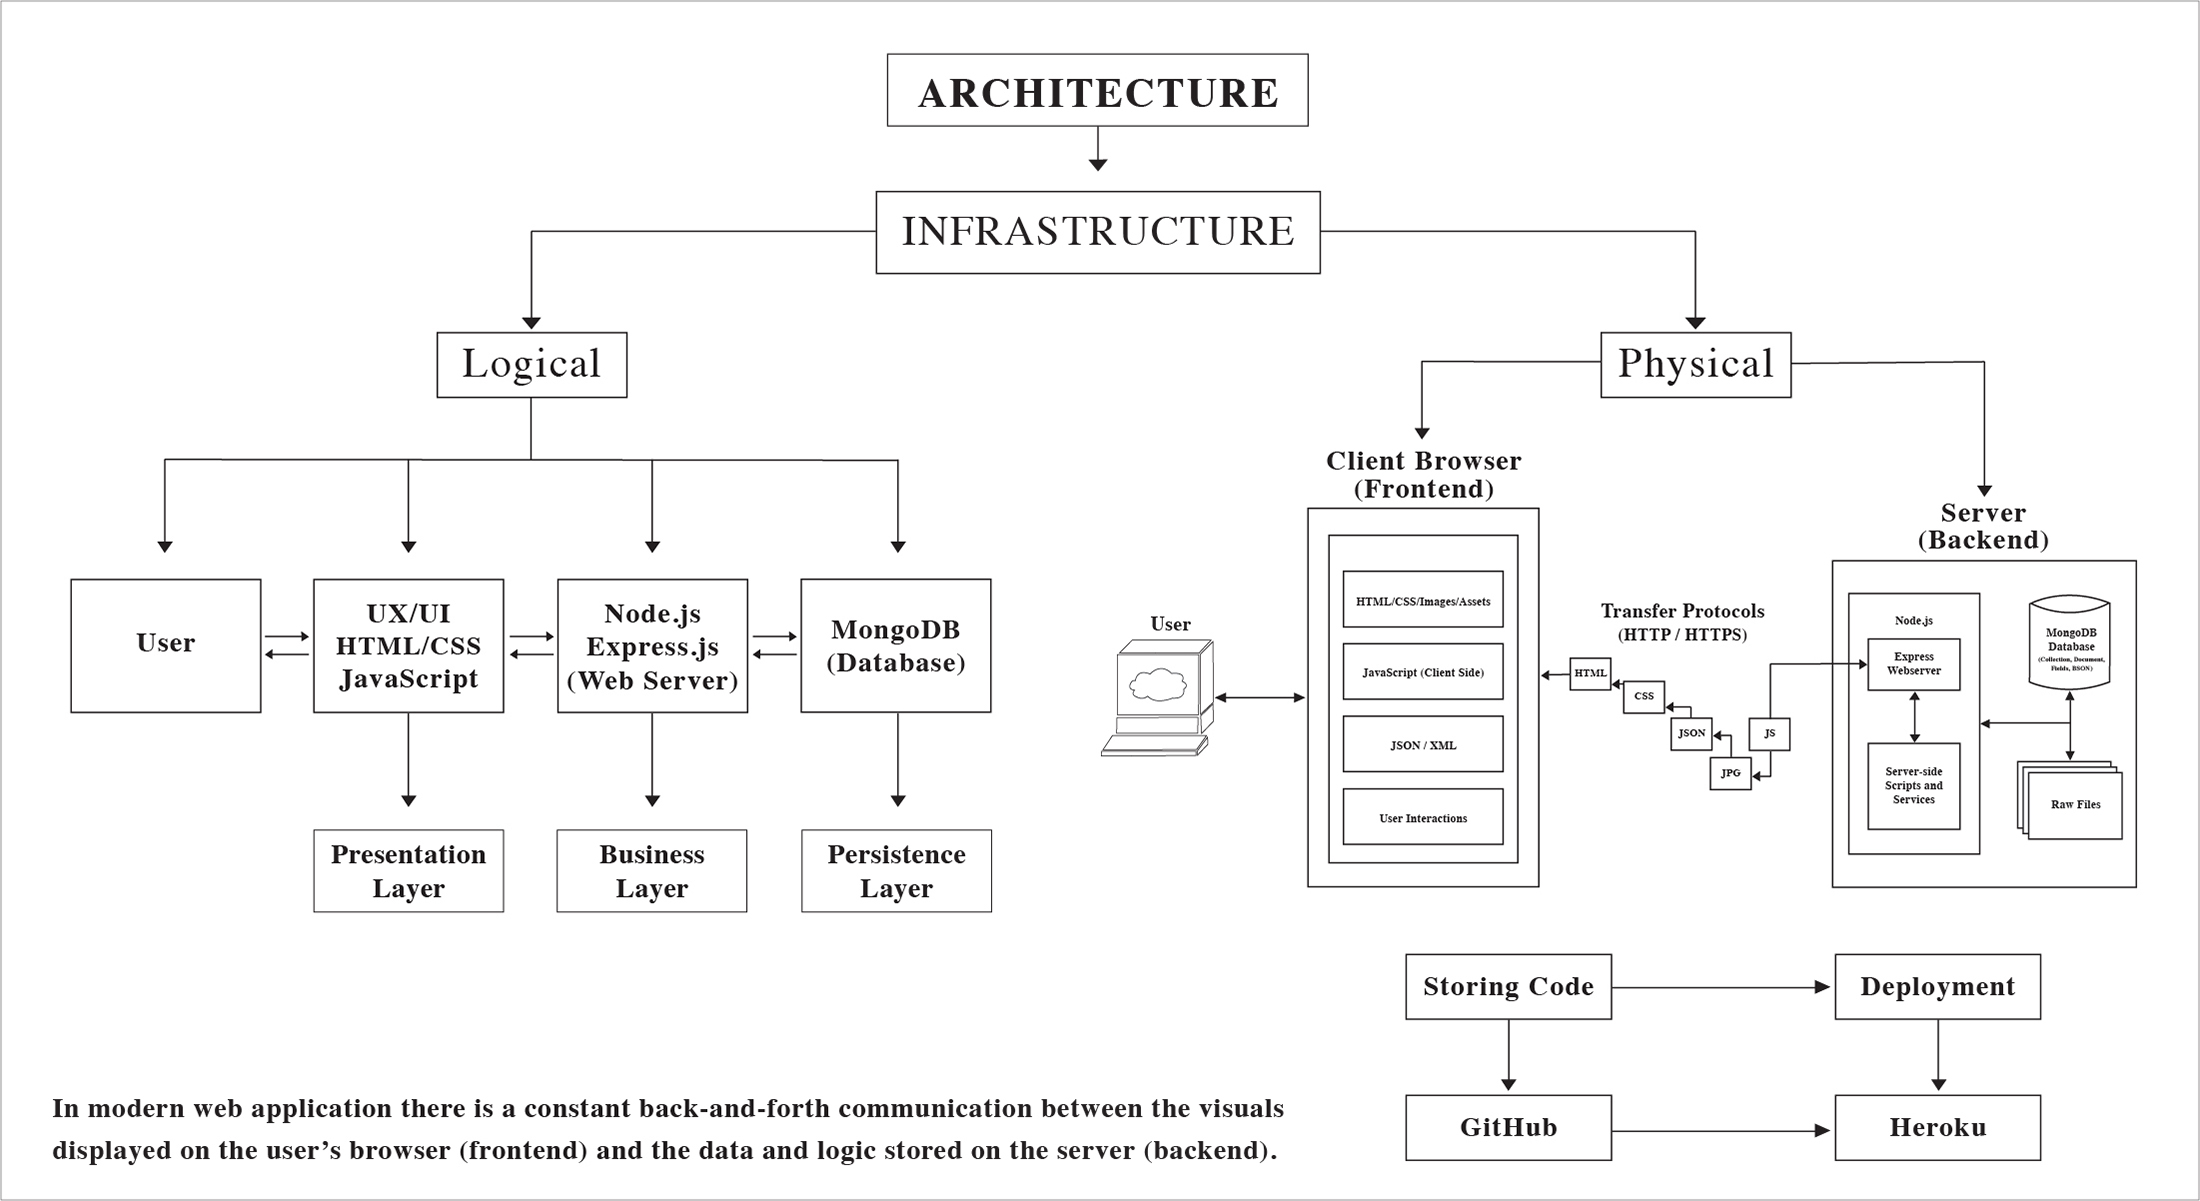 ARCHITECTURE
INFRASTRUCTURE
Logical
Physical
User
UX/UI
HTML/CSS
JavaScript
Node.js
Express.js
(Web Server)
MongoDB
(Database)
Presentation
Layer
Business
Layer
Persistence
Layer
User
Client Browser
(Frontend)
HTML/CSS/Images/Assets
JavaScript (Client Side)
JSON / XML
User Interactions
Transfer Protocols
(HTTP / HTTPS)
HTML
CSS
JSON
JPG
JS
Server
(Backend)
Node.js
Express
Webserver
Server-side
Scripts and
Services
MongoDB
Database
(Collection, Document,
Fields, BSON)
Raw Files
Storing Code
Deployment
GitHub
Heroku
In modern web application there is a constant back-and-forth communication between the visuals
displayed on the user’s browser (frontend) and the data and logic stored on the server (backend).